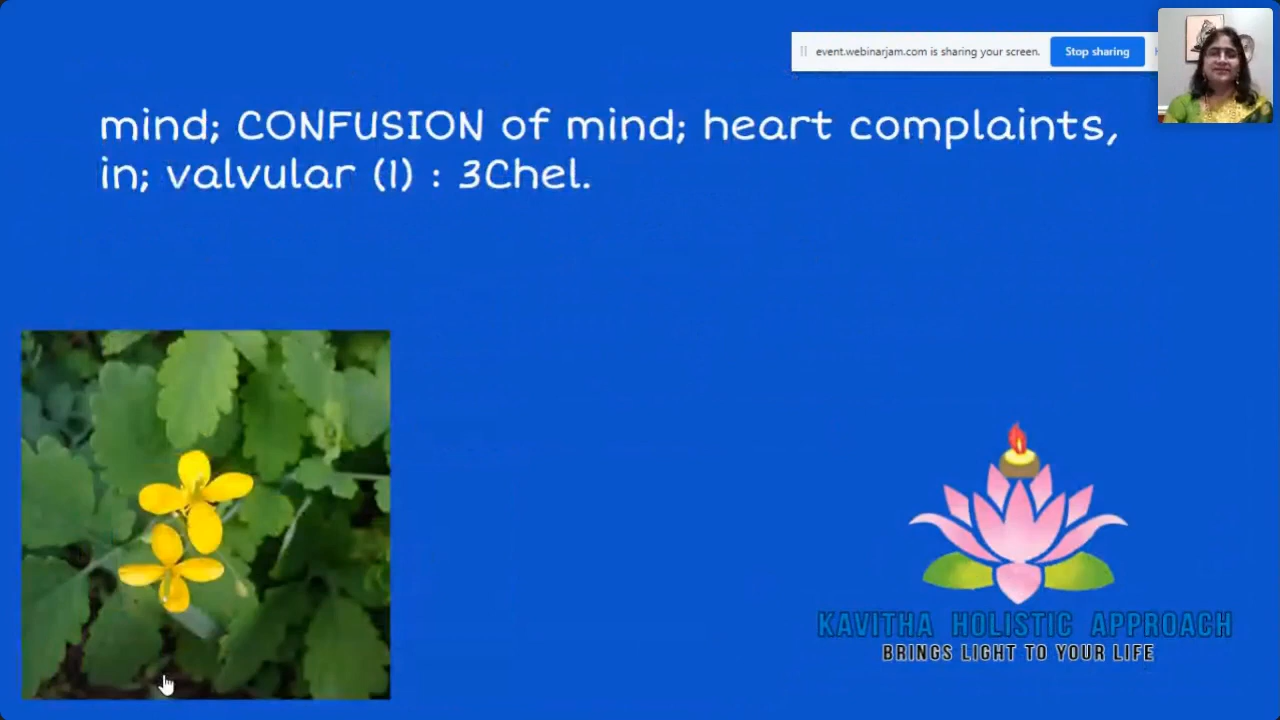 event.webinarjam.com is sharing your screen.
Stop sharing
mind; CONFUSION of mind; heart complaints,
in; valvular (1) : 3Chel.
KAVITHA HOLISTIC APPROACH
BRINGS LIGHT TO YOUR LIFE